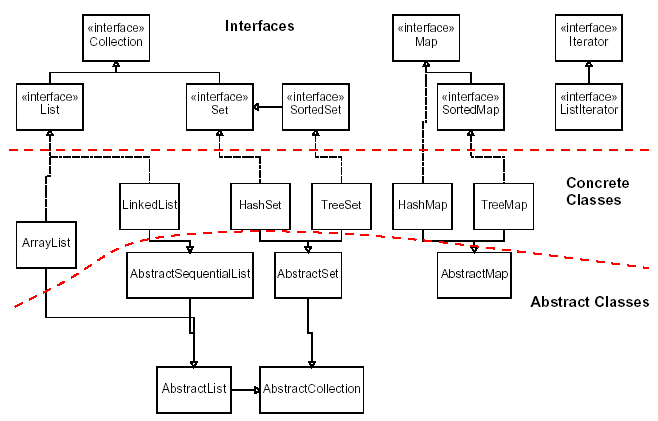 Interfaces
«interface»
Collection
«interface»
Map
«interface»
Iterator
«interface»
List
«interface»
Set
«interface»
SortedSet
«interface»
SortedMap
«interface»
ListIterator
Concrete
Classes
LinkedList
HashSet
TreeSet
HashMap
TreeMap
ArrayList
AbstractSequentialList
AbstractSet
AbstractMap
Abstract Classes
AbstractList
AbstractCollection